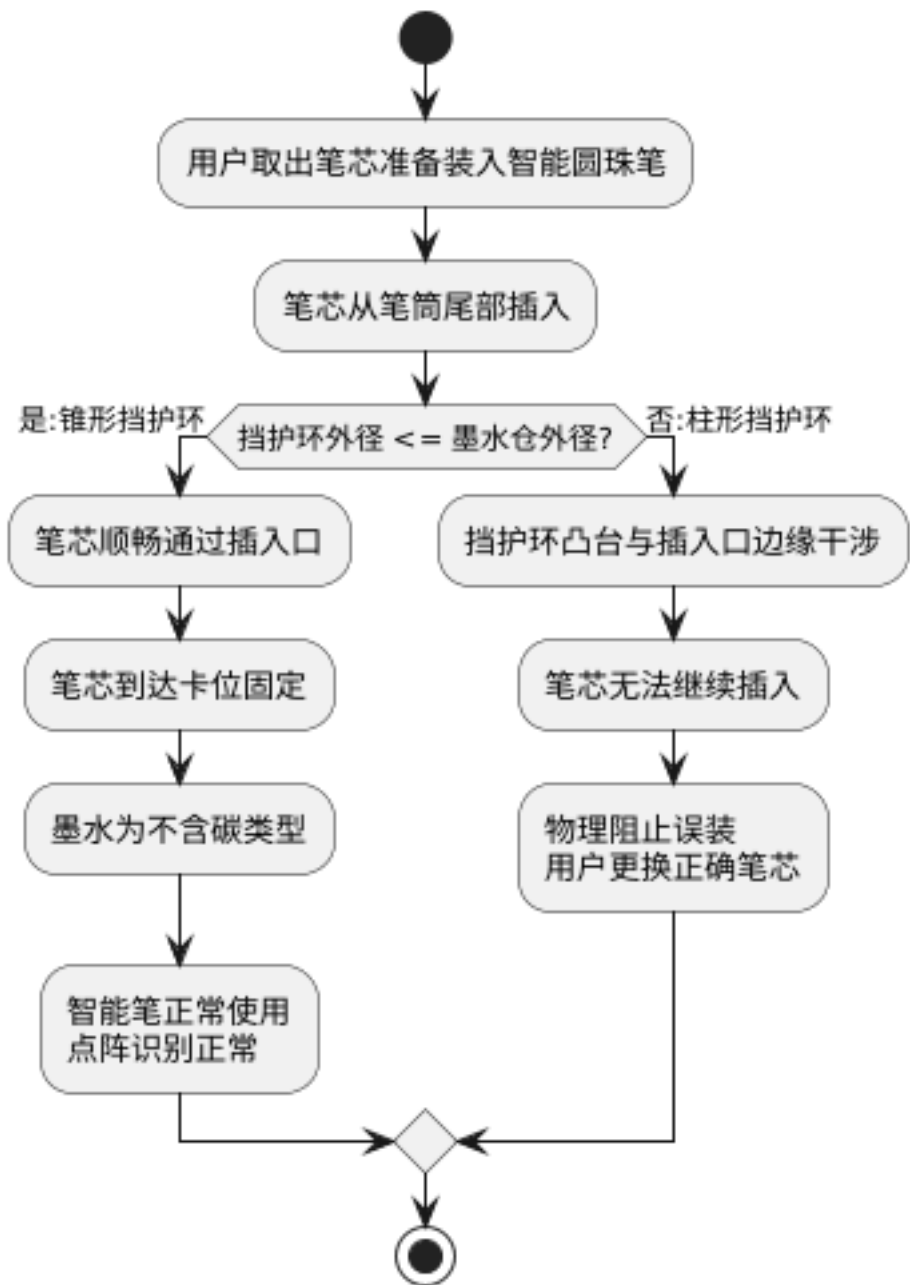 用户取出笔芯准备装入智能圆珠笔
笔芯从笔筒尾部插入
是:锥形挡护环
挡护环外径 <= 墨水仓外径?
否:柱形挡护环
笔芯顺畅通过插入口
挡护环凸台与插入口边缘干涉
笔芯到达卡位固定
笔芯无法继续插入
墨水为不含碳类型
物理阻止误装
用户更换正确笔芯
智能笔正常使用
点阵识别正常